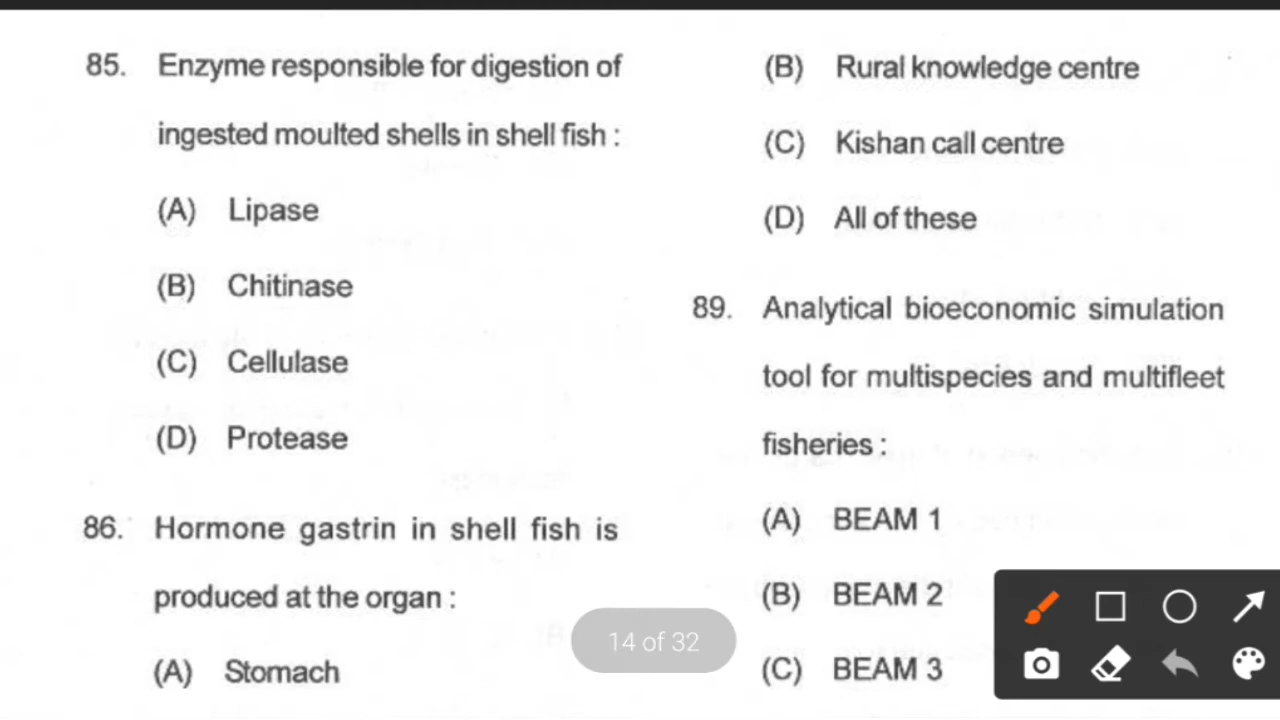 85. Enzyme responsible for digestion of
ingested moulted shells in shell fish :
(A) Lipase
(B) Chitinase
(C) Cellulase
(D) Protease
86. Hormone gastrin in shell fish is
produced at the organ :
(A) Stomach
(B) Rural knowledge centre
(C) Kishan call centre
(D) All of these
89. Analytical bioeconomic simulation
tool for multispecies and multifleet
fisheries :
(A) BEAM 1
(B) BEAM 2
(C) BEAM 3
14 of 32